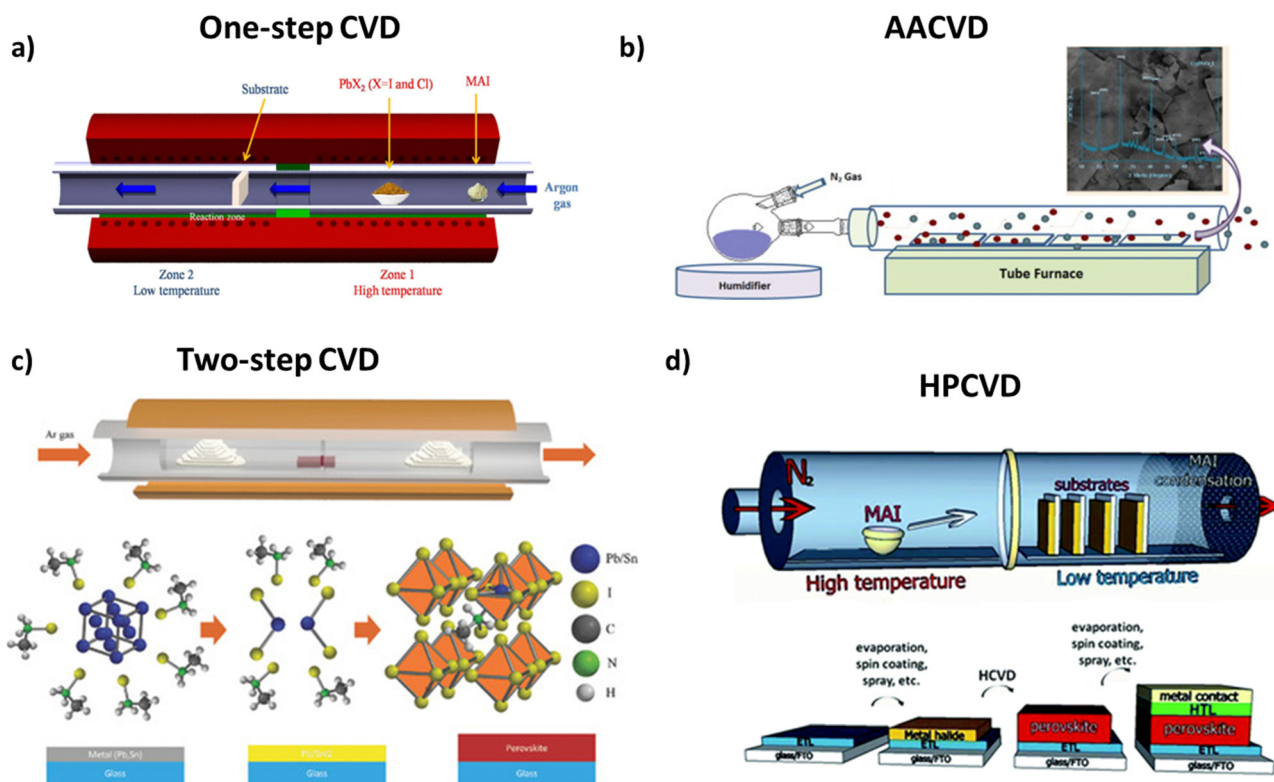 One-step CVD
a)
Substrate
PbX2 (X=I and Cl)
MAI
Argon
gas
Reaction zone
Zone 2
Low temperature
Zone 1
High temperature
AACVD
b)
N2 Gas
Humidifier
Tube Furnace
Two-step CVD
c)
Ar gas
Pb/Sn
I
C
N
H
Metal (Pb,Sn)
Glass
Glass
Perovskite
Glass
d)
HPCVD
N2
MAI
High temperature
substrates
MAI
condensation
Low temperature
evaporation,
spin coating,
spray, etc.
HCVD
evaporation,
spin coating,
spray, etc.
ETL
glass/FTO
Metal halide
ETL
glass/FTO
perovskite
ETL
glass/FTO
metal contact
HTL
perovskite
ETL
glass/FTO